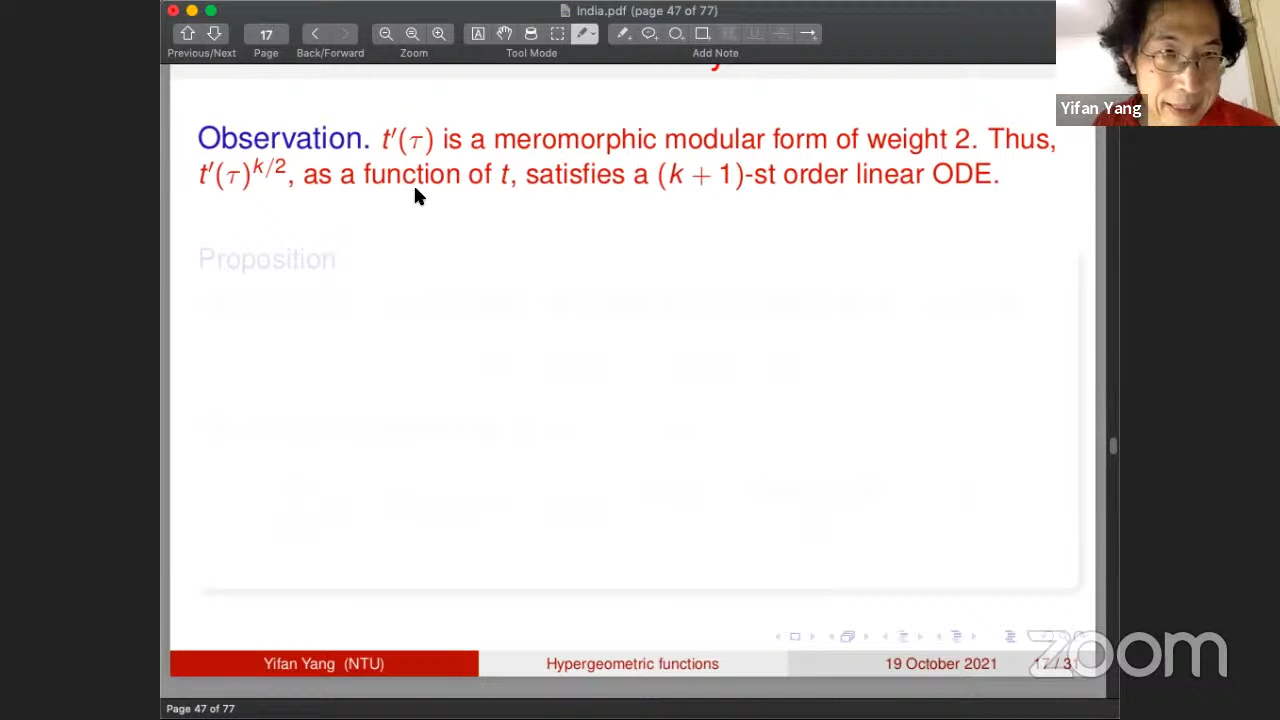 india.pdf (page 47 of 77)
17
Previous/Next Page Back/Forward Zoom Tool Mode Add Note
Yifan Yang
Observation. t′(τ) is a meromorphic modular form of weight 2. Thus,
t′(τ)^{k/2}, as a function of t, satisfies a (k + 1)-st order linear ODE.
Proposition
Yifan Yang (NTU) Hypergeometric functions 19 October 2021 17 / 31
zoom
Page 47 of 77